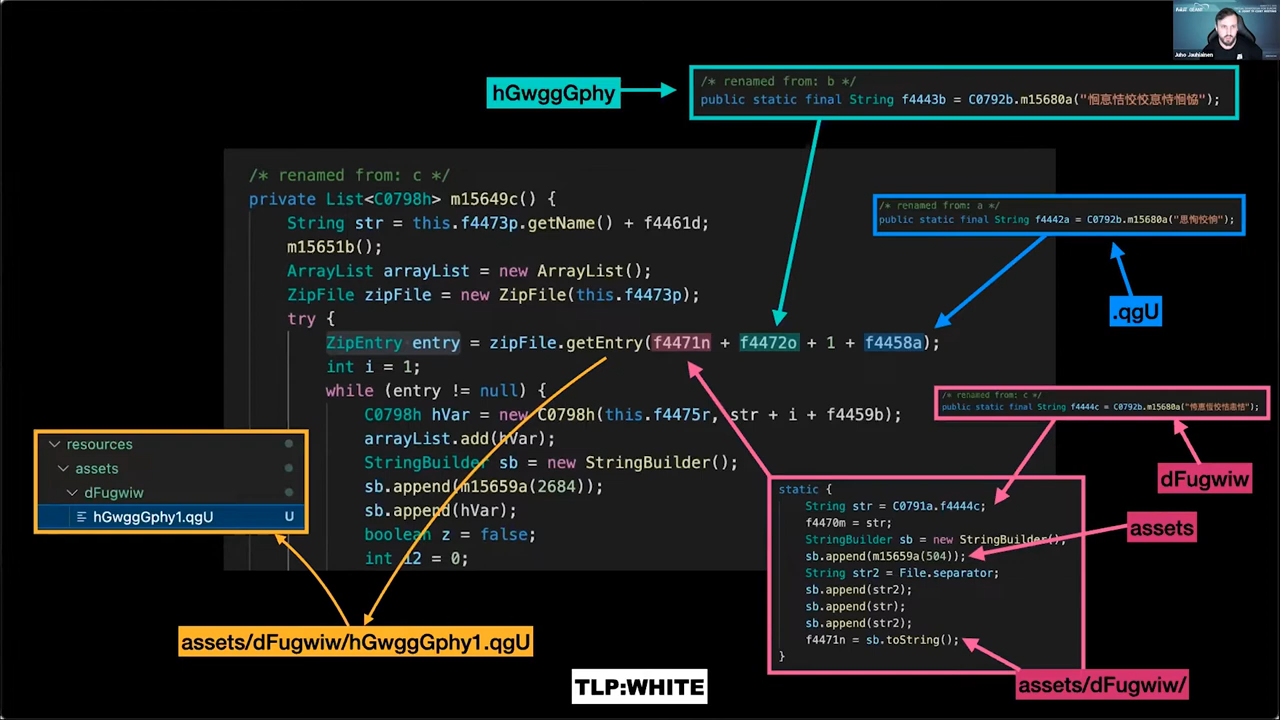 Juho Jauhiainen
hGwggGphy
/* renamed from: b */
public static final String f4443b = C0792b.m15680a("");
/* renamed from: c */
private List<C0798h> m15649c() {
String str = this.f4473p.getName() + f4461d;
m15651b();
ArrayList arrayList = new ArrayList();
ZipFile zipFile = new ZipFile(this.f4473p);
try {
ZipEntry entry = zipFile.getEntry(f4471n + f4472o + 1 + f4458a);
int i = 1;
while (entry != null) {
C0798h hVar = new C0798h(this.f4475r, str + i + f4459b);
arrayList.add(hVar);
StringBuilder sb = new StringBuilder();
sb.append(m15659a(2684));
sb.append(hVar);
boolean z = false;
int i2 = 0;
/* renamed from: a */
public static final String f4442a = C0792b.m15680a("");
.qgU
/* renamed from: c */
public static final String f4444c = C0792b.m15680a("");
dFugwiw
static {
String str = C0791a.f4444c;
f4470m = str;
StringBuilder sb = new StringBuilder();
sb.append(m15659a(504));
String str2 = File.separator;
sb.append(str2);
sb.append(str);
sb.append(str2);
f4471n = sb.toString();
}
assets
assets/dFugwiw/
resources
assets
dFugwiw
hGwggGphy1.qgU U
assets/dFugwiw/hGwggGphy1.qgU
TLP:WHITE